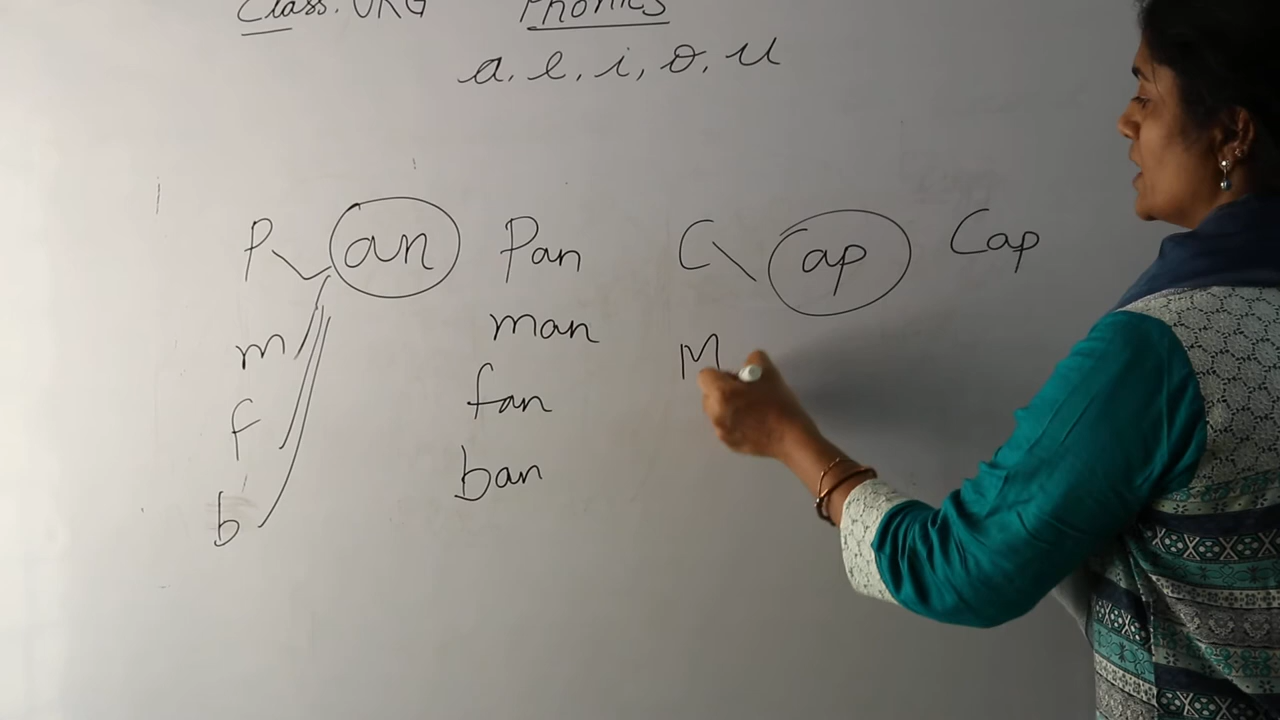 Class. UKG Phonics
a, e, i, o, u
P an Pan C ap Cap
m man M
f fan
b ban